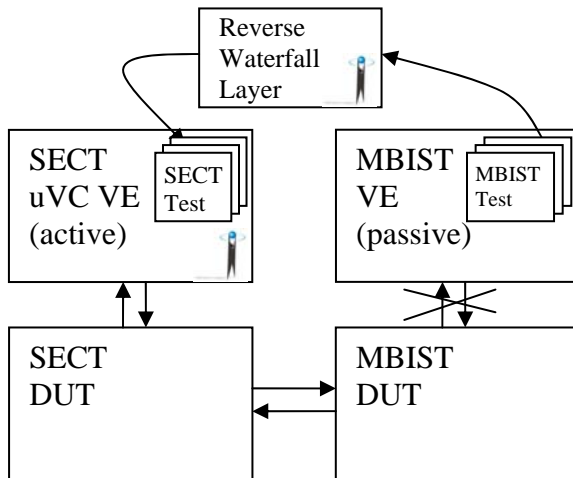 Reverse
Waterfall
Layer
SECT
uVC VE
(active)
SECT
Test
MBIST
VE
(passive)
MBIST
Test
SECT
DUT
MBIST
DUT